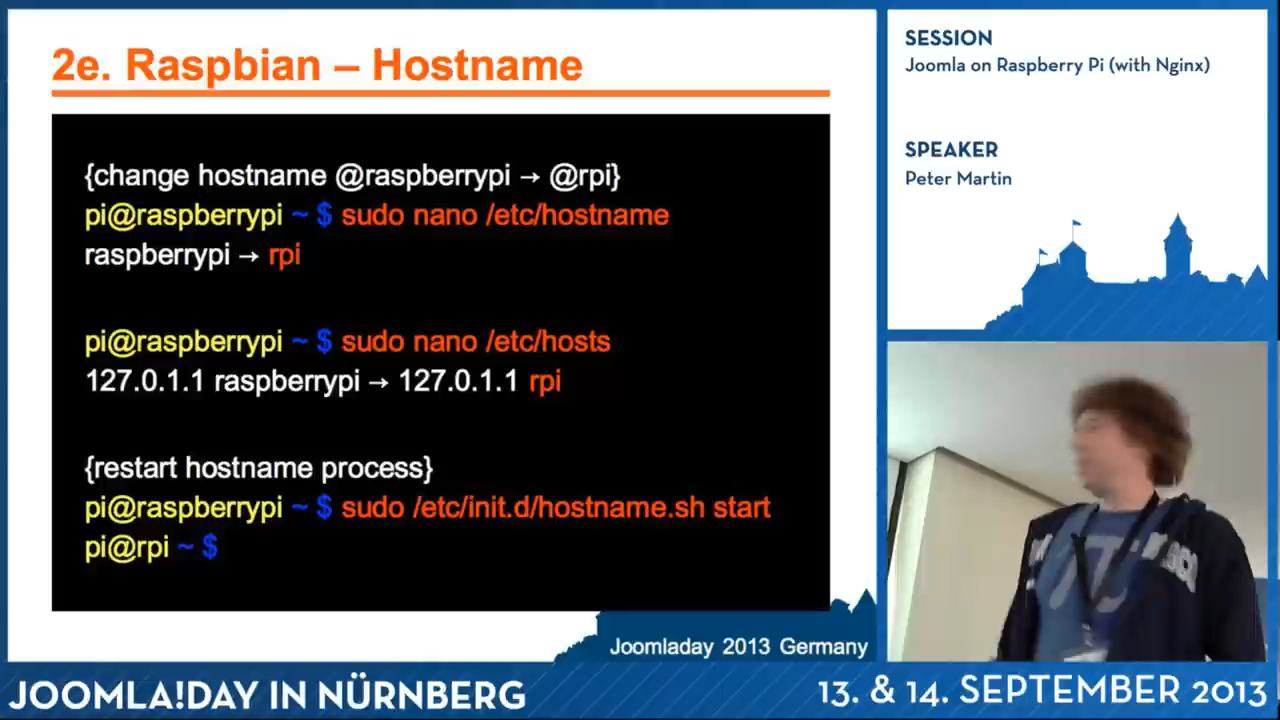 2e. Raspbian – Hostname
{change hostname @raspberrypi → @rpi}
pi@raspberrypi ~ $ sudo nano /etc/hostname
raspberrypi → rpi
pi@raspberrypi ~ $ sudo nano /etc/hosts
127.0.1.1 raspberrypi → 127.0.1.1 rpi
{restart hostname process}
pi@raspberrypi ~ $ sudo /etc/init.d/hostname.sh start
pi@rpi ~ $
Joomladay 2013 Germany
SESSION
Joomla on Raspberry Pi (with Nginx)
SPEAKER
Peter Martin
JOOMLA!DAY IN NÜRNBERG
13. & 14. SEPTEMBER 2013